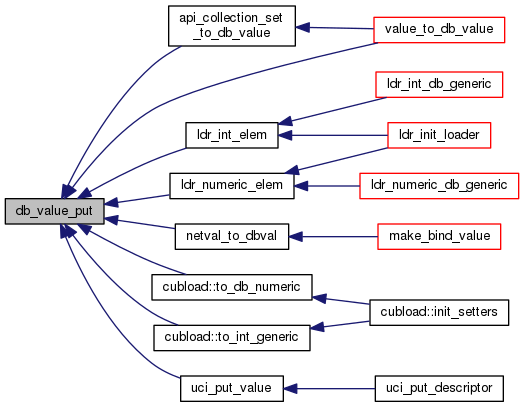 api_collection_set
_to_db_value
value_to_db_value
ldr_int_db_generic
ldr_int_elem
ldr_init_loader
ldr_numeric_elem
ldr_numeric_db_generic
db_value_put
netval_to_dbval
make_bind_value
cubload::to_db_numeric
cubload::init_setters
cubload::to_int_generic
uci_put_value
uci_put_descriptor